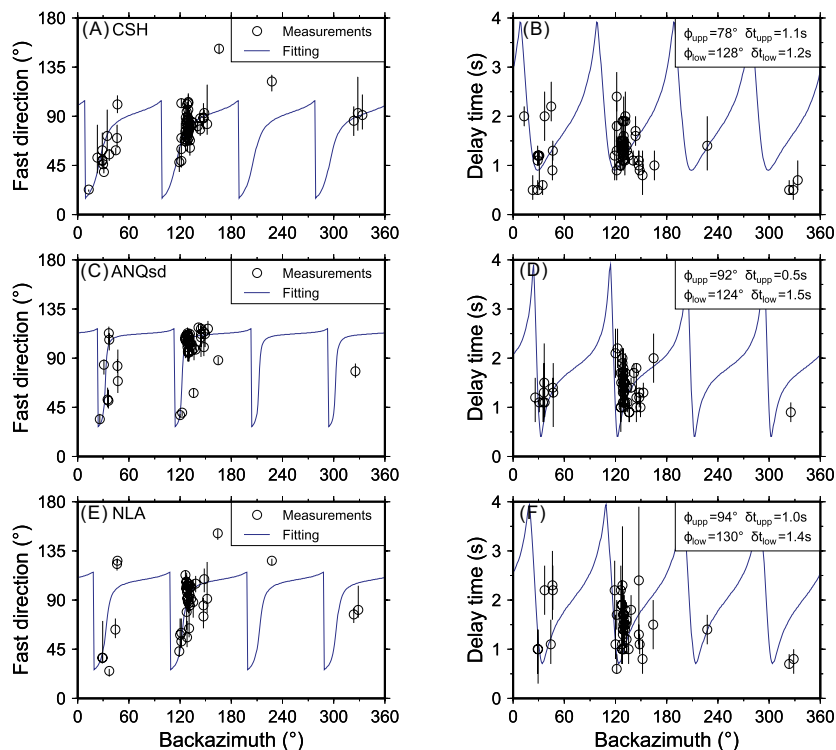 (A) CSH
Measurements
Fitting
Fast direction (°)
180
135
90
45
0
0 60 120 180 240 300 360
(B)
ϕupp=78° δtupp=1.1s
ϕlow=128° δtlow=1.2s
Delay time (s)
4
3
2
1
0
0 60 120 180 240 300 360
(C) ANQsd
Measurements
Fitting
Fast direction (°)
180
135
90
45
0
0 60 120 180 240 300 360
(D)
ϕupp=92° δtupp=0.5s
ϕlow=124° δtlow=1.5s
Delay time (s)
4
3
2
1
0
0 60 120 180 240 300 360
(E) NLA
Measurements
Fitting
Fast direction (°)
180
135
90
45
0
0 60 120 180 240 300 360
Backazimuth (°)
(F)
ϕupp=94° δtupp=1.0s
ϕlow=130° δtlow=1.4s
Delay time (s)
4
3
2
1
0
0 60 120 180 240 300 360
Backazimuth (°)